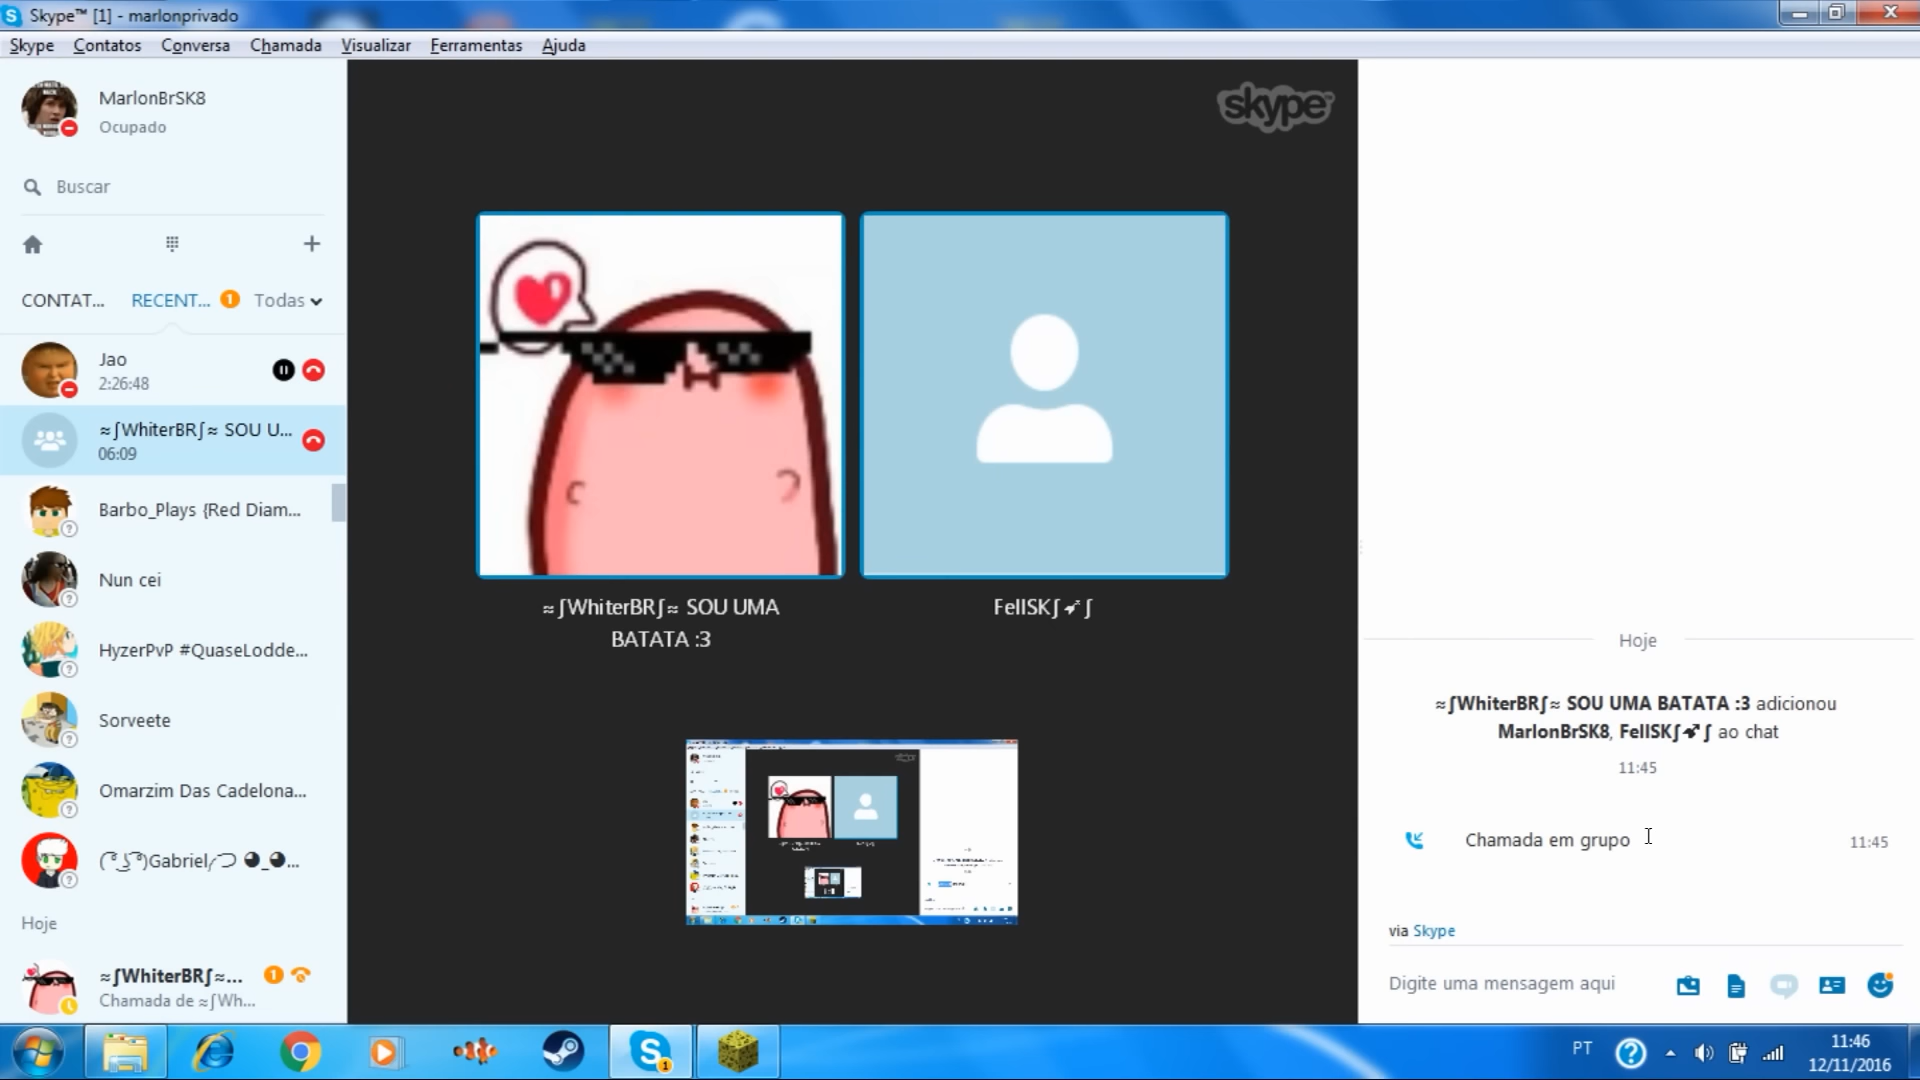 Skype™ [1] - marlonprivado
Skype Contatos Conversa Chamada Visualizar Ferramentas Ajuda
MarlonBrSK8
Ocupado
Buscar
CONTAT... RECENT... 1 Todas
Jao
2:26:48
≈ʃWhiterBRʃ≈ SOU U...
06:09
Barbo_Plays {Red Diam...
Nun cei
HyzerPvP #QuaseLodde...
Sorveete
Omarzim Das Cadelona...
( ͡° ͜ʖ ͡°)Gabriel╭⊃ ◕_◕...
Hoje
≈ʃWhiterBRʃ≈... 1
Chamada de ≈ʃWh...
skype
≈ʃWhiterBRʃ≈ SOU UMA
BATATA :3
FelISKʃ➶ʃ
Hoje
≈ʃWhiterBRʃ≈ SOU UMA BATATA :3 adicionou
MarlonBrSK8, FelISKʃ➶ʃ ao chat
11:45
Chamada em grupo 11:45
via Skype
Digite uma mensagem aqui
PT
11:46
12/11/2016